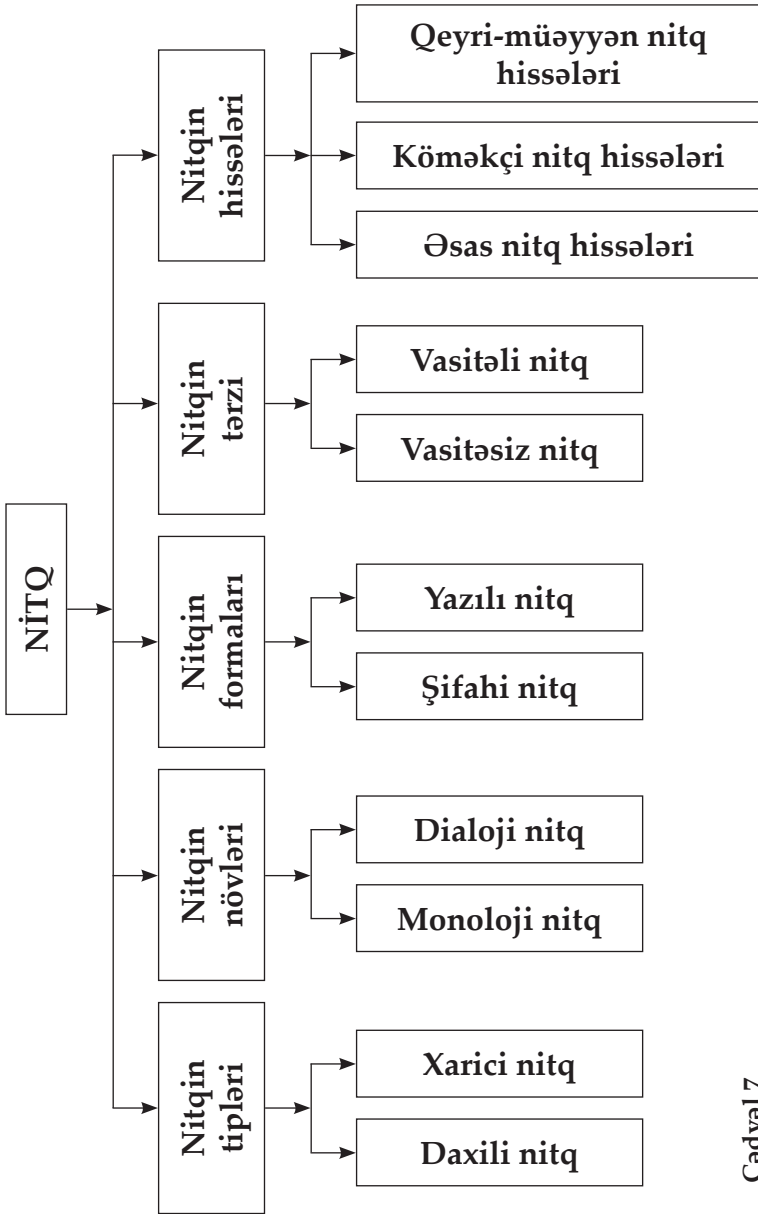 NİTQ
Nitqin
hissələri
Qeyri-müəyyən nitq
hissələri
Köməkçi nitq hissələri
Əsas nitq hissələri
Nitqin
tərzi
Vasitəli nitq
Vasitəsiz nitq
Nitqin
formaları
Yazılı nitq
Şifahi nitq
Nitqin
növləri
Dialoji nitq
Monoloji nitq
Nitqin
tipləri
Xarici nitq
Daxili nitq
Cədvəl 7